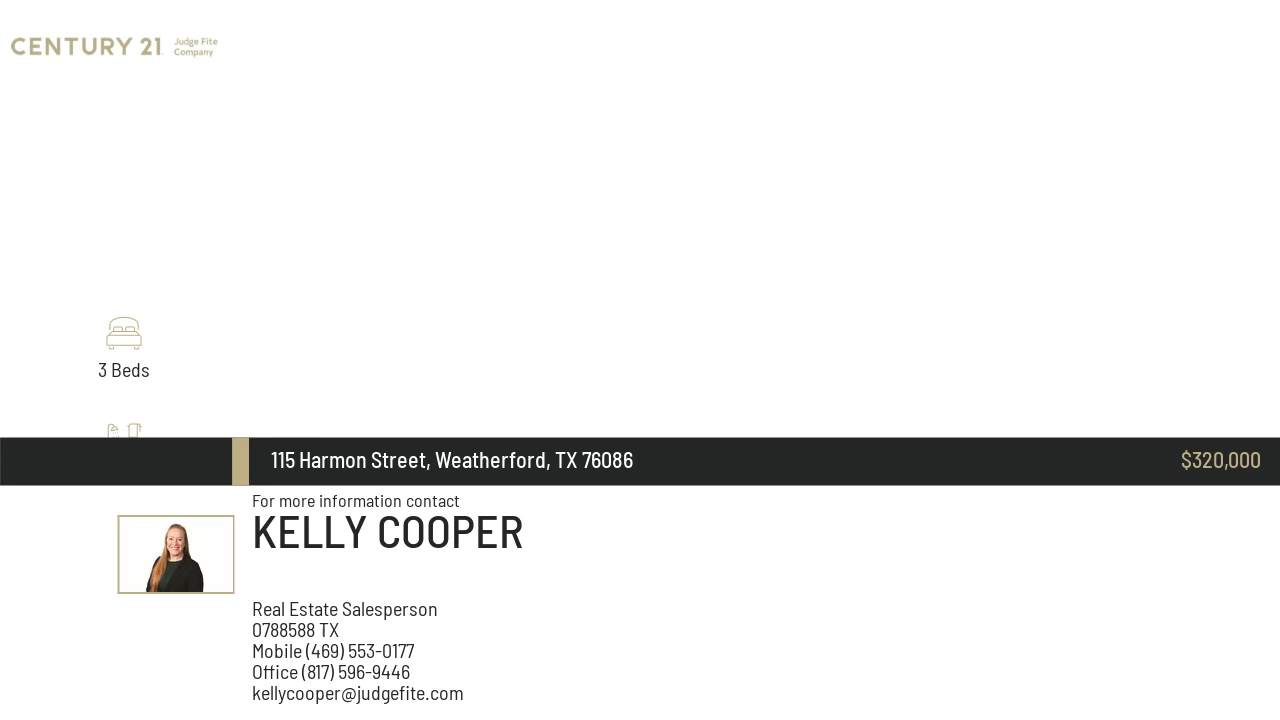 CENTURY 21
Judge Fite
Company
3 Beds
115 Harmon Street, Weatherford, TX 76086
$320,000
For more information contact
KELLY COOPER
Real Estate Salesperson
0788588 TX
Mobile (469) 553-0177
Office (817) 596-9446
kellycooper@judgefite.com